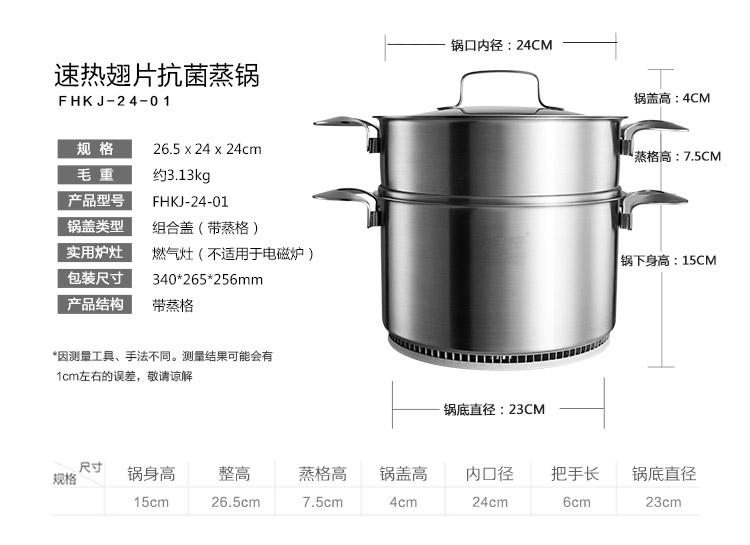 速热翅片抗菌蒸锅
FHKJ-24-01
规 格 26.5 x 24 x 24cm
毛 重 约3.13kg
产品型号 FHKJ-24-01
锅盖类型 组合盖（带蒸格）
实用炉灶 燃气灶（不适用于电磁炉）
包装尺寸 340*265*256mm
产品结构 带蒸格
*因测量工具、手法不同。测量结果可能会有
1cm左右的误差，敬请谅解
锅口内径：24CM
锅盖高：4CM
蒸格高：7.5CM
锅下身高：15CM
锅底直径：23CM
尺寸 规格 锅身高 整高 蒸格高 锅盖高 内口径 把手长 锅底直径
15cm 26.5cm 7.5cm 4cm 24cm 6cm 23cm